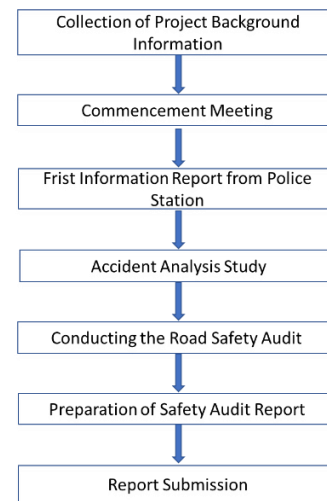 Collection of Project Background
Information
Commencement Meeting
Frist Information Report from Police
Station
Accident Analysis Study
Conducting the Road Safety Audit
Preparation of Safety Audit Report
Report Submission